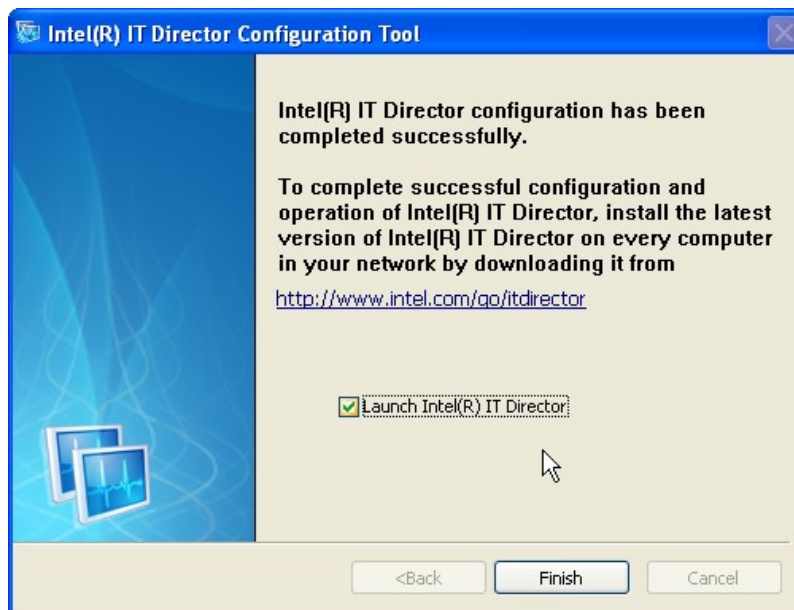 Intel(R) IT Director Configuration Tool
Intel(R) IT Director configuration has been
completed successfully.
To complete successful configuration and
operation of Intel(R) IT Director, install the latest
version of Intel(R) IT Director on every computer
in your network by downloading it from
http://www.intel.com/go/itdirector
Launch Intel(R) IT Director
<Back
Finish
Cancel